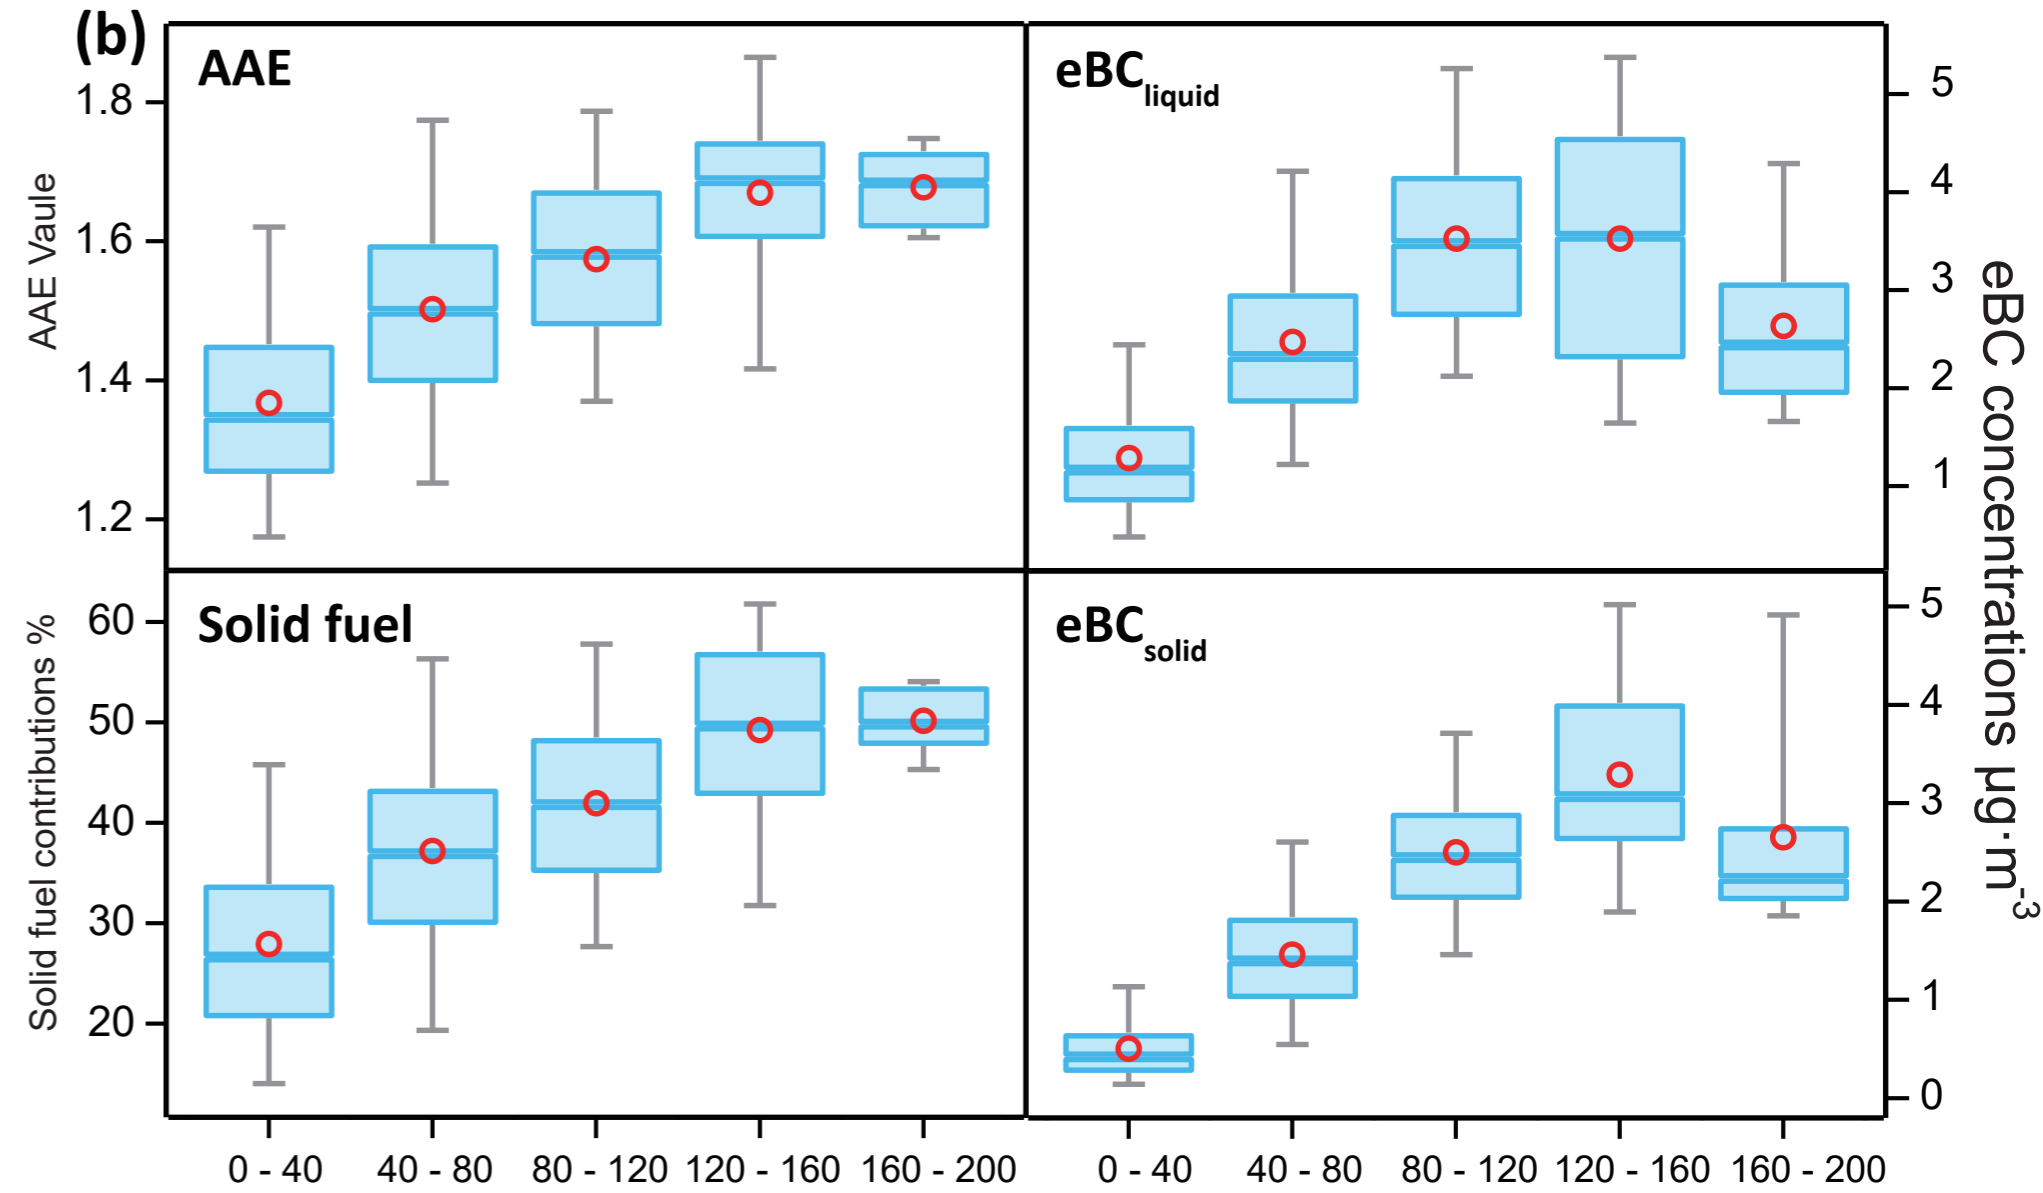 (b)
AAE
eBCliquid
1.8
1.6
1.4
1.2
AAE Vaule
5
4
3
2
1
Solid fuel
eBCsolid
60
50
40
30
20
Solid fuel contributions %
5
4
3
2
1
0
eBC concentrations µg·m-3
0 - 40
40 - 80
80 - 120
120 - 160
160 - 200
0 - 40
40 - 80
80 - 120
120 - 160
160 - 200